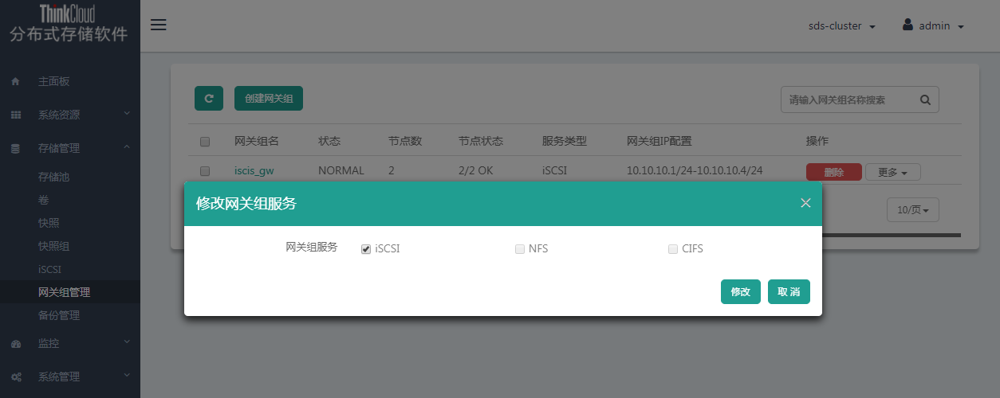 ThinkCloud
分布式存储软件
sds-cluster
admin
主面板
系统资源
存储管理
存储池
卷
快照
快照组
iSCSI
网关组管理
备份管理
监控
系统管理
创建网关组
请输入网关组名称搜索
网关组名 状态 节点数 节点状态 服务类型 网关组IP配置 操作
iscis_gw NORMAL 2 2/2 OK iSCSI 10.10.10.1/24-10.10.10.4/24 删除 更多
10/页
修改网关组服务
网关组服务 iSCSI NFS CIFS
修改 取消